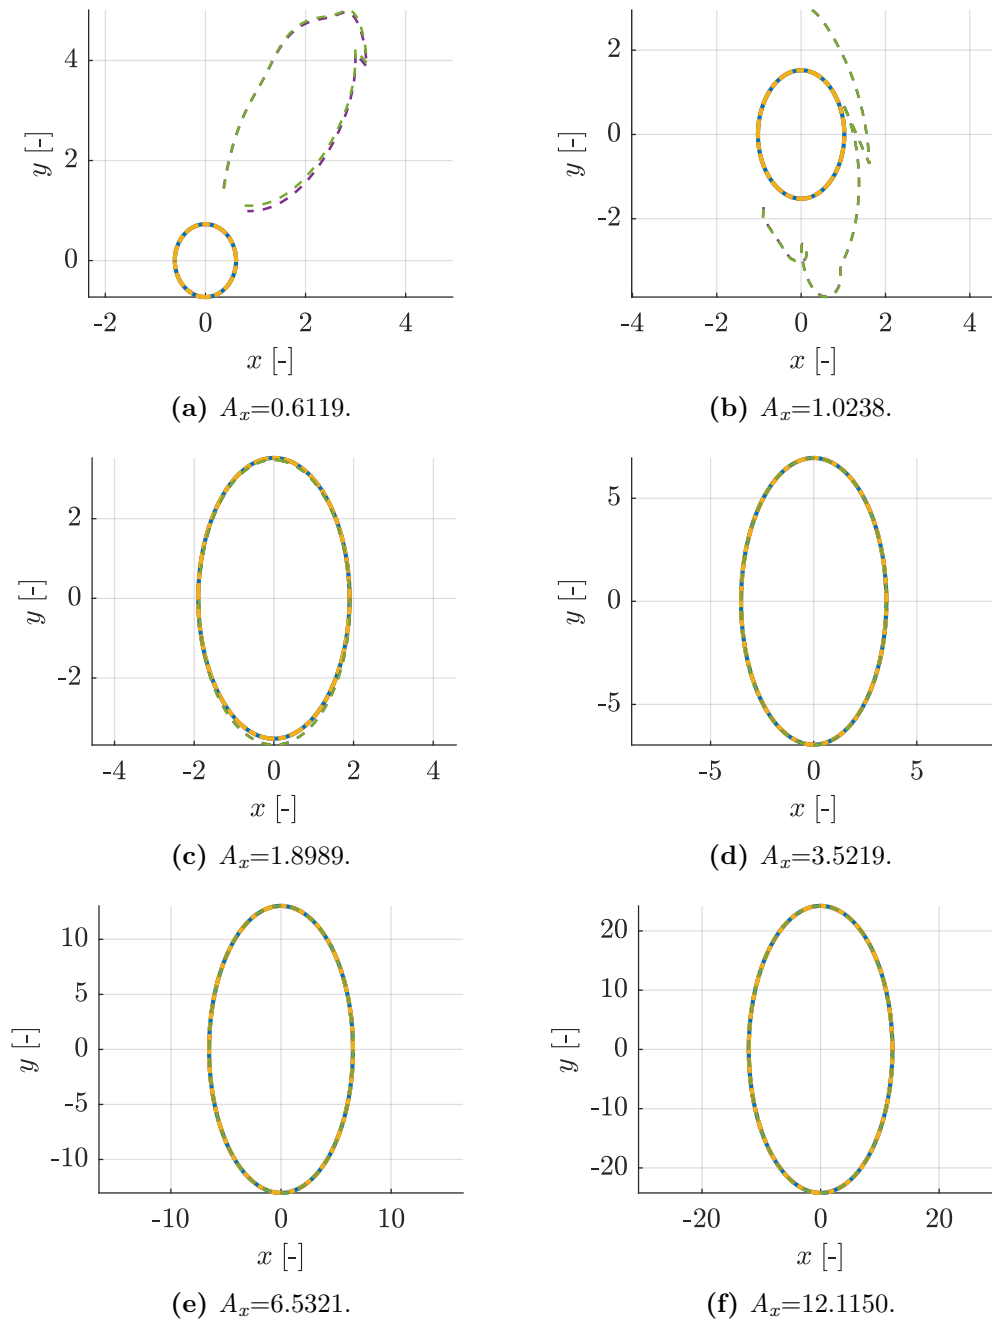 4
2
0
y [-]
-2 0 2 4
x [-]
(a) A_x=0.6119.
2
0
-2
y [-]
-4 -2 0 2 4
x [-]
(b) A_x=1.0238.
2
0
-2
y [-]
-4 -2 0 2 4
x [-]
(c) A_x=1.8989.
5
0
-5
y [-]
-5 0 5
x [-]
(d) A_x=3.5219.
10
5
0
-5
-10
y [-]
-10 0 10
x [-]
(e) A_x=6.5321.
20
10
0
-10
-20
y [-]
-20 0 20
x [-]
(f) A_x=12.1150.